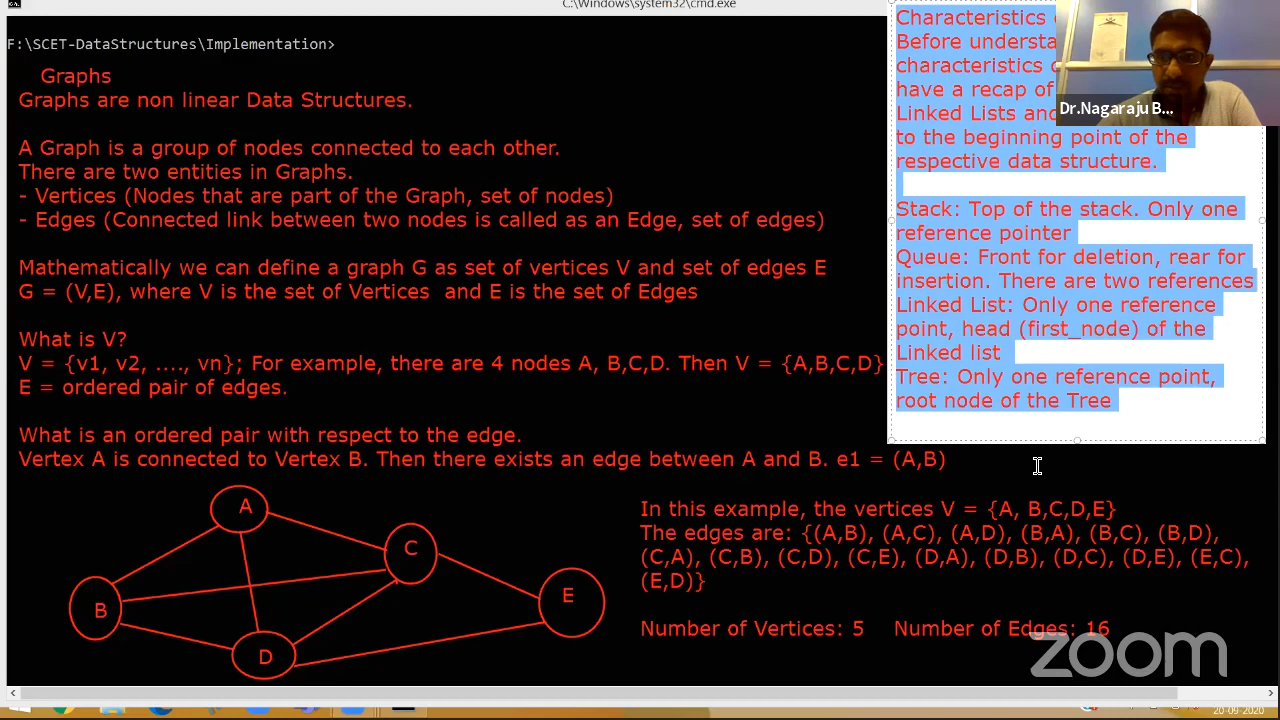 C:\Windows\system32\cmd.exe
F:\SCET-DataStructures\Implementation>
Graphs
Graphs are non linear Data Structures.
A Graph is a group of nodes connected to each other.
There are two entities in Graphs.
- Vertices (Nodes that are part of the Graph, set of nodes)
- Edges (Connected link between two nodes is called as an Edge, set of edges)
Mathematically we can define a graph G as set of vertices V and set of edges E
G = (V,E), where V is the set of Vertices and E is the set of Edges
What is V?
V = {v1, v2, ...., vn}; For example, there are 4 nodes A, B,C,D. Then V = {A,B,C,D}
E = ordered pair of edges.
What is an ordered pair with respect to the edge.
Vertex A is connected to Vertex B. Then there exists an edge between A and B. e1 = (A,B)
A
C
B
E
D
In this example, the vertices V = {A, B,C,D,E}
The edges are: {(A,B), (A,C), (A,D), (B,A), (B,C), (B,D),
(C,A), (C,B), (C,D), (C,E), (D,A), (D,B), (D,C), (D,E), (E,C),
(E,D)}
Number of Vertices: 5 Number of Edges: 16
Characteristics
Before
characteristics
have a recap of
Linked Lists
to the beginning point of the
respective data structure.
Stack: Top of the stack. Only one
reference pointer
Queue: Front for deletion, rear for
insertion. There are two references
Linked List: Only one reference
point, head (first_node) of the
Linked list
Tree: Only one reference point,
root node of the Tree
Dr.Nagaraju B...
zoom
20-09-2020